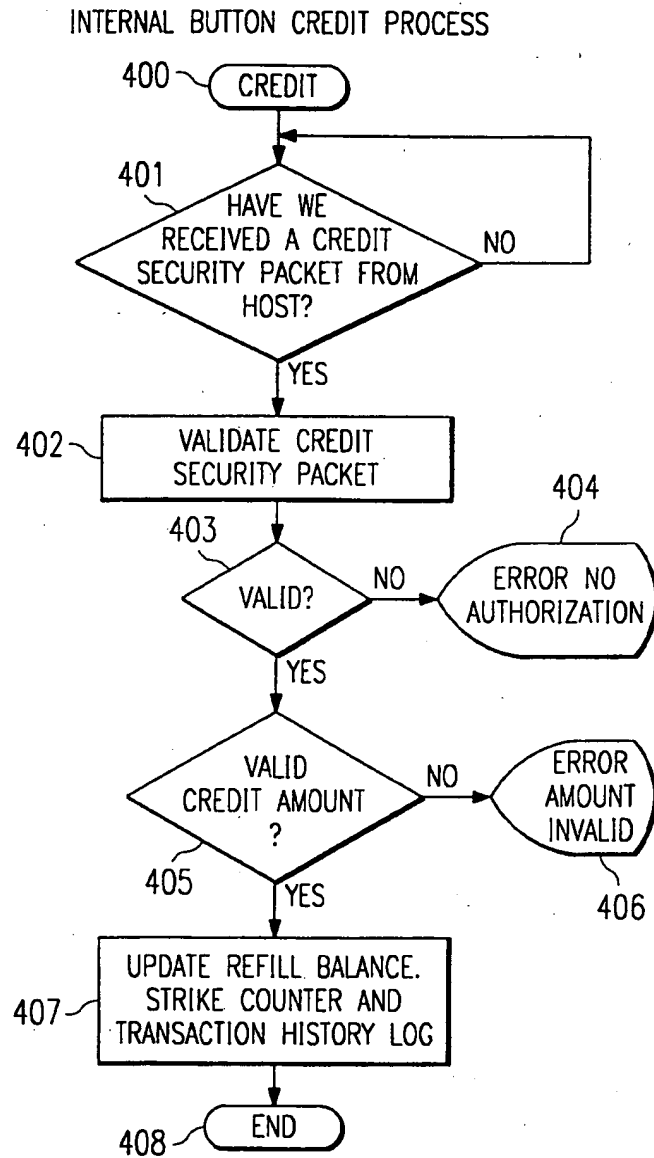 INTERNAL BUTTON CREDIT PROCESS
400
CREDIT
401
HAVE WE
RECEIVED A CREDIT
SECURITY PACKET FROM
HOST?
NO
YES
402
VALIDATE CREDIT
SECURITY PACKET
403
VALID?
NO
404
ERROR NO
AUTHORIZATION
YES
VALID
CREDIT AMOUNT
?
405
NO
ERROR
AMOUNT
INVALID
406
YES
407
UPDATE REFILL BALANCE.
STRIKE COUNTER AND
TRANSACTION HISTORY LOG
408
END